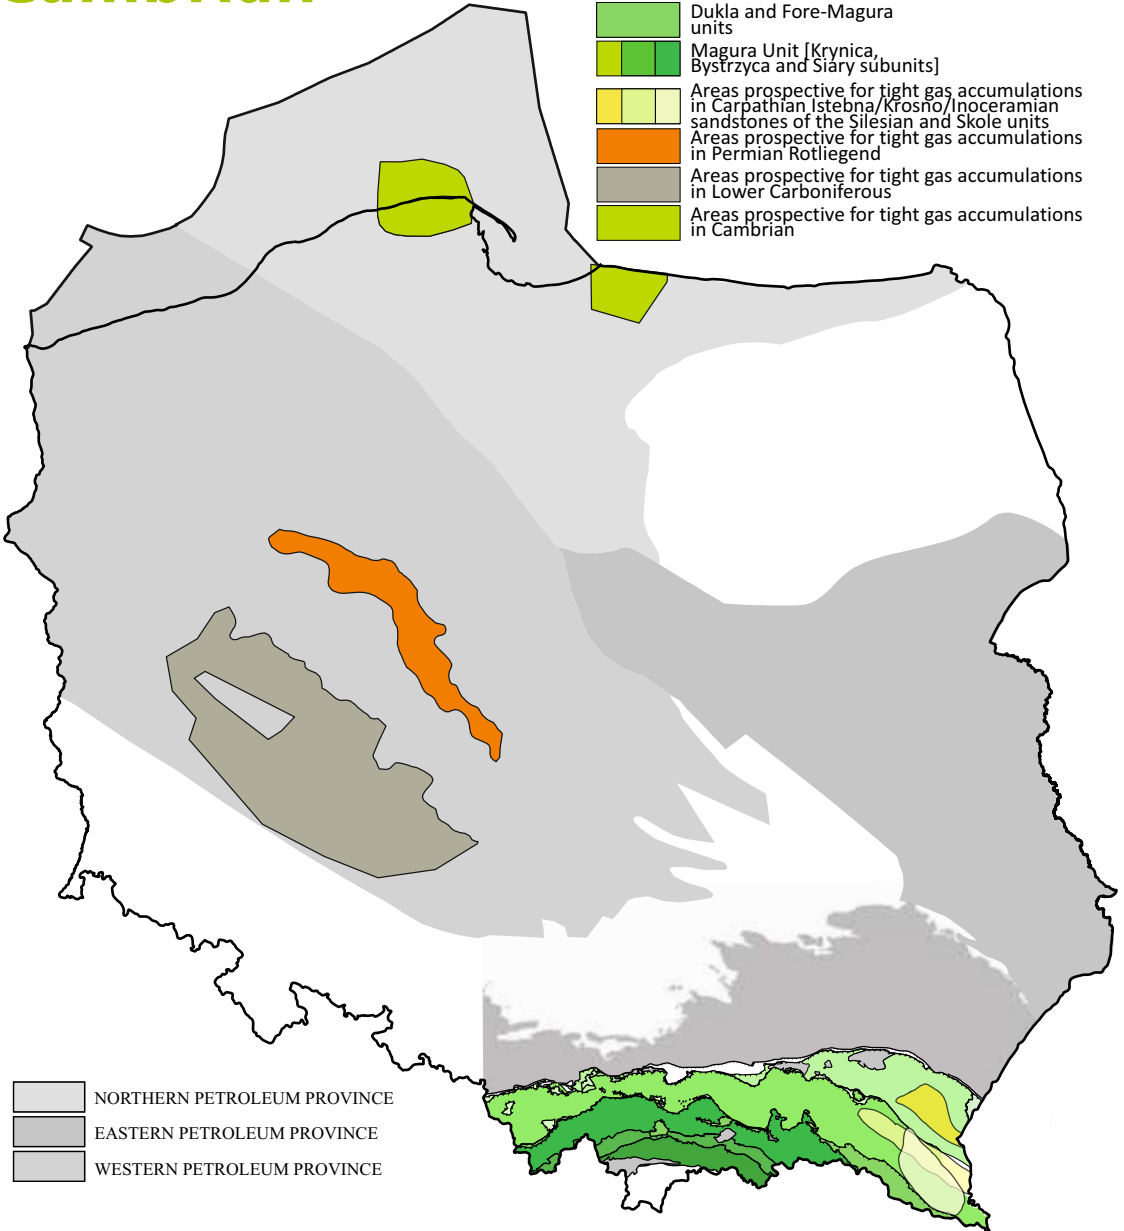 Cambrian
Dukla and Fore-Magura
units
Magura Unit [Krynica,
Bystrzyca and Siary subunits]
Areas prospective for tight gas accumulations
in Carpathian Istebna/Krosno/Inoceramian
sandstones of the Silesian and Skole units
Areas prospective for tight gas accumulations
in Permian Rotliegend
Areas prospective for tight gas accumulations
in Lower Carboniferous
Areas prospective for tight gas accumulations
in Cambrian
NORTHERN PETROLEUM PROVINCE
EASTERN PETROLEUM PROVINCE
WESTERN PETROLEUM PROVINCE